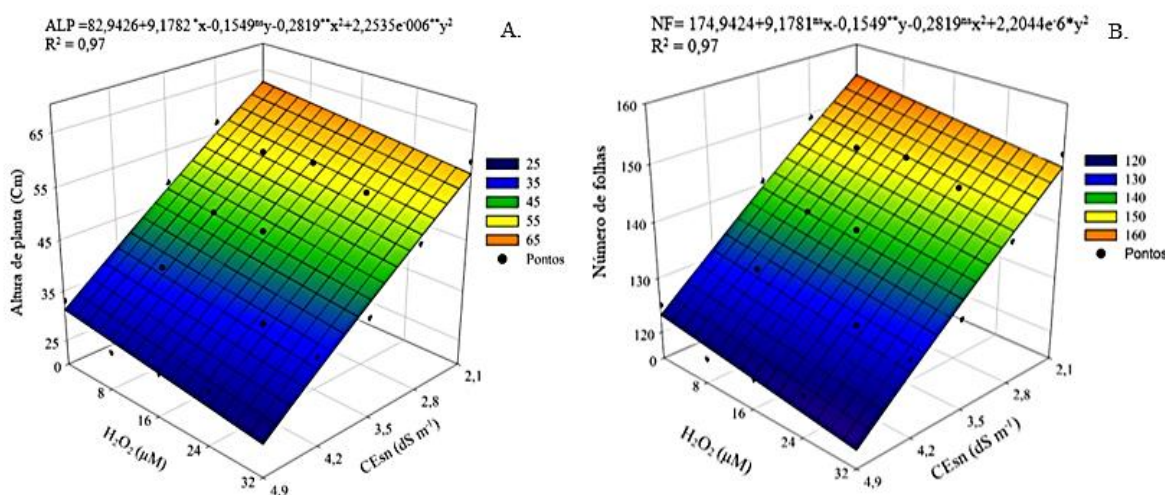 ALP =82,9426+9,1782 *x-0,1549ⁿˢy-0,2819**x²+2,2535e-006**y²
R² = 0,97
A.
65
55
45
35
25
0
8
16
24
32
4,9
4,2
3,5
2,8
2,1
Altura de planta (Cm)
H₂O₂ (µM)
CEsn (dS m⁻¹)
25
35
45
55
65
Pontos
NF= 174,9424+9,1781ⁿˢx-0,1549**y-0,2819ⁿˢx²+2,2044e-6*y²
R² = 0,97
B.
160
150
140
130
120
0
8
16
24
32
4,9
4,2
3,5
2,8
2,1
Número de folhas
H₂O₂ (µM)
CEsn (dS m⁻¹)
120
130
140
150
160
Pontos